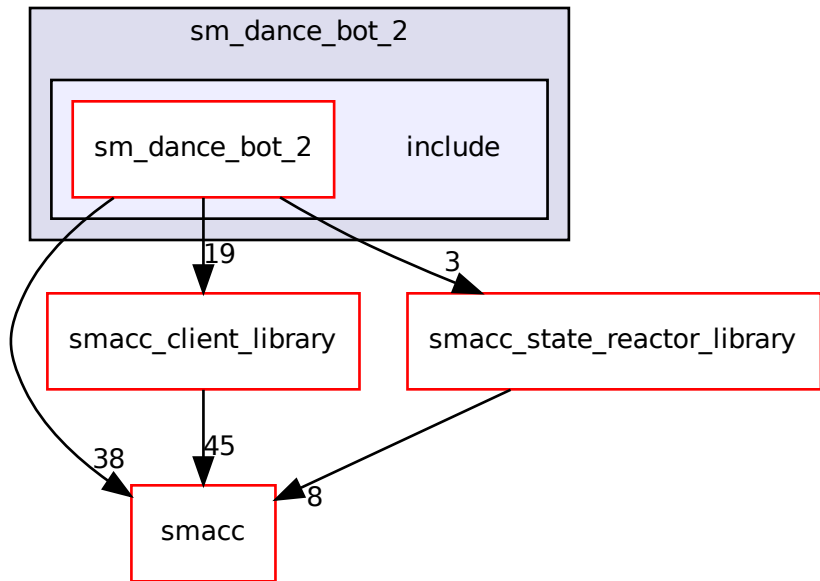 sm_dance_bot_2
sm_dance_bot_2
include
19
3
smacc_client_library
smacc_state_reactor_library
38
45
8
smacc